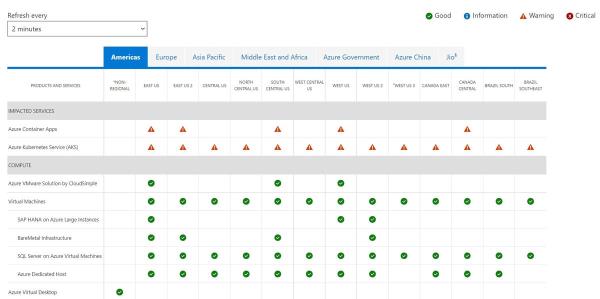 Refresh every
2 minutes
Good Information Warning Critical
Americas Europe Asia Pacific Middle East and Africa Azure Government Azure China Jio
PRODUCTS AND SERVICES *NON-REGIONAL EAST US EAST US 2 CENTRAL US NORTH CENTRAL US SOUTH CENTRAL US WEST CENTRAL US WEST US WEST US 2 *WEST US 3 CANADA EAST CANADA CENTRAL BRAZIL SOUTH BRAZIL SOUTHEAST
IMPACTED SERVICES
Azure Container Apps
Azure Kubernetes Service (AKS)
COMPUTE
Azure VMware Solution by CloudSimple
Virtual Machines
SAP HANA on Azure Large Instances
BareMetal Infrastructure
SQL Server on Azure Virtual Machines
Azure Dedicated Host
Azure Virtual Desktop